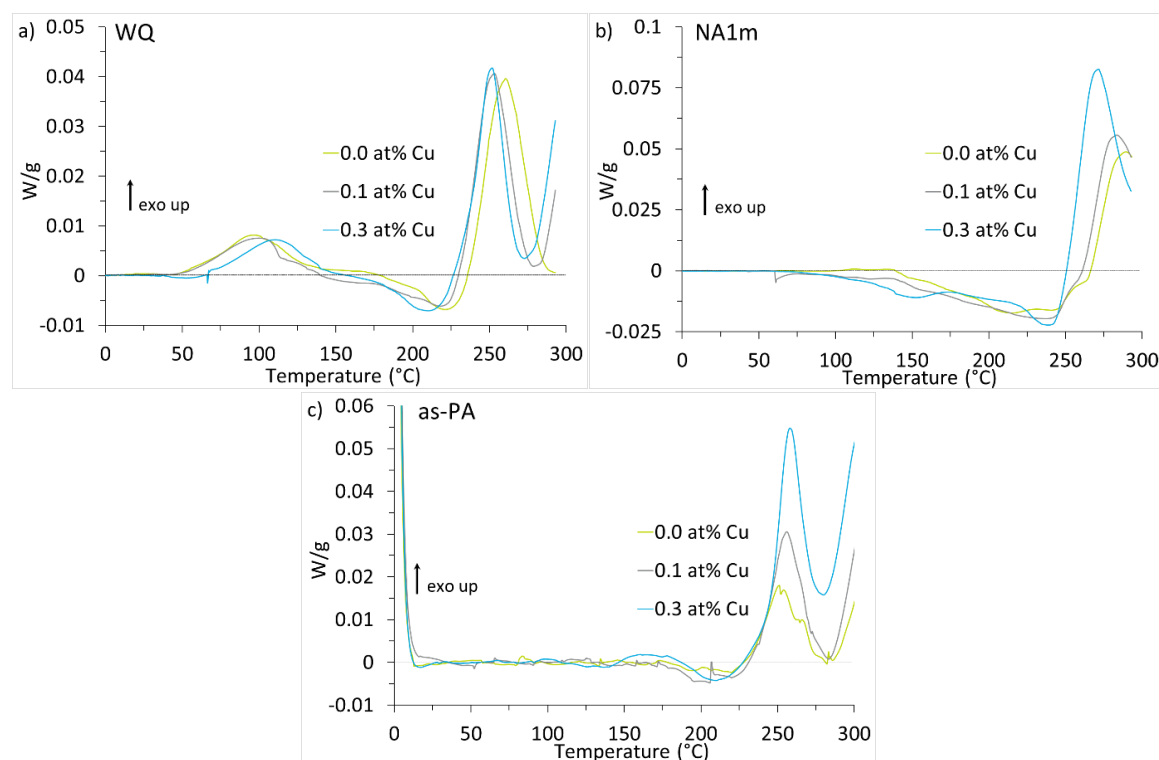 a) WQ
0.05
0.04
0.03
0.02
0.01
0
-0.01
W/g
exo up
0.0 at% Cu
0.1 at% Cu
0.3 at% Cu
0 50 100 150 200 250 300
Temperature (°C)
b) NA1m
0.1
0.075
0.05
0.025
0
-0.025
W/g
exo up
0.0 at% Cu
0.1 at% Cu
0.3 at% Cu
0 50 100 150 200 250 300
Temperature (°C)
c) as-PA
0.06
0.05
0.04
0.03
0.02
0.01
0
-0.01
W/g
exo up
0.0 at% Cu
0.1 at% Cu
0.3 at% Cu
0 50 100 150 200 250 300
Temperature (°C)